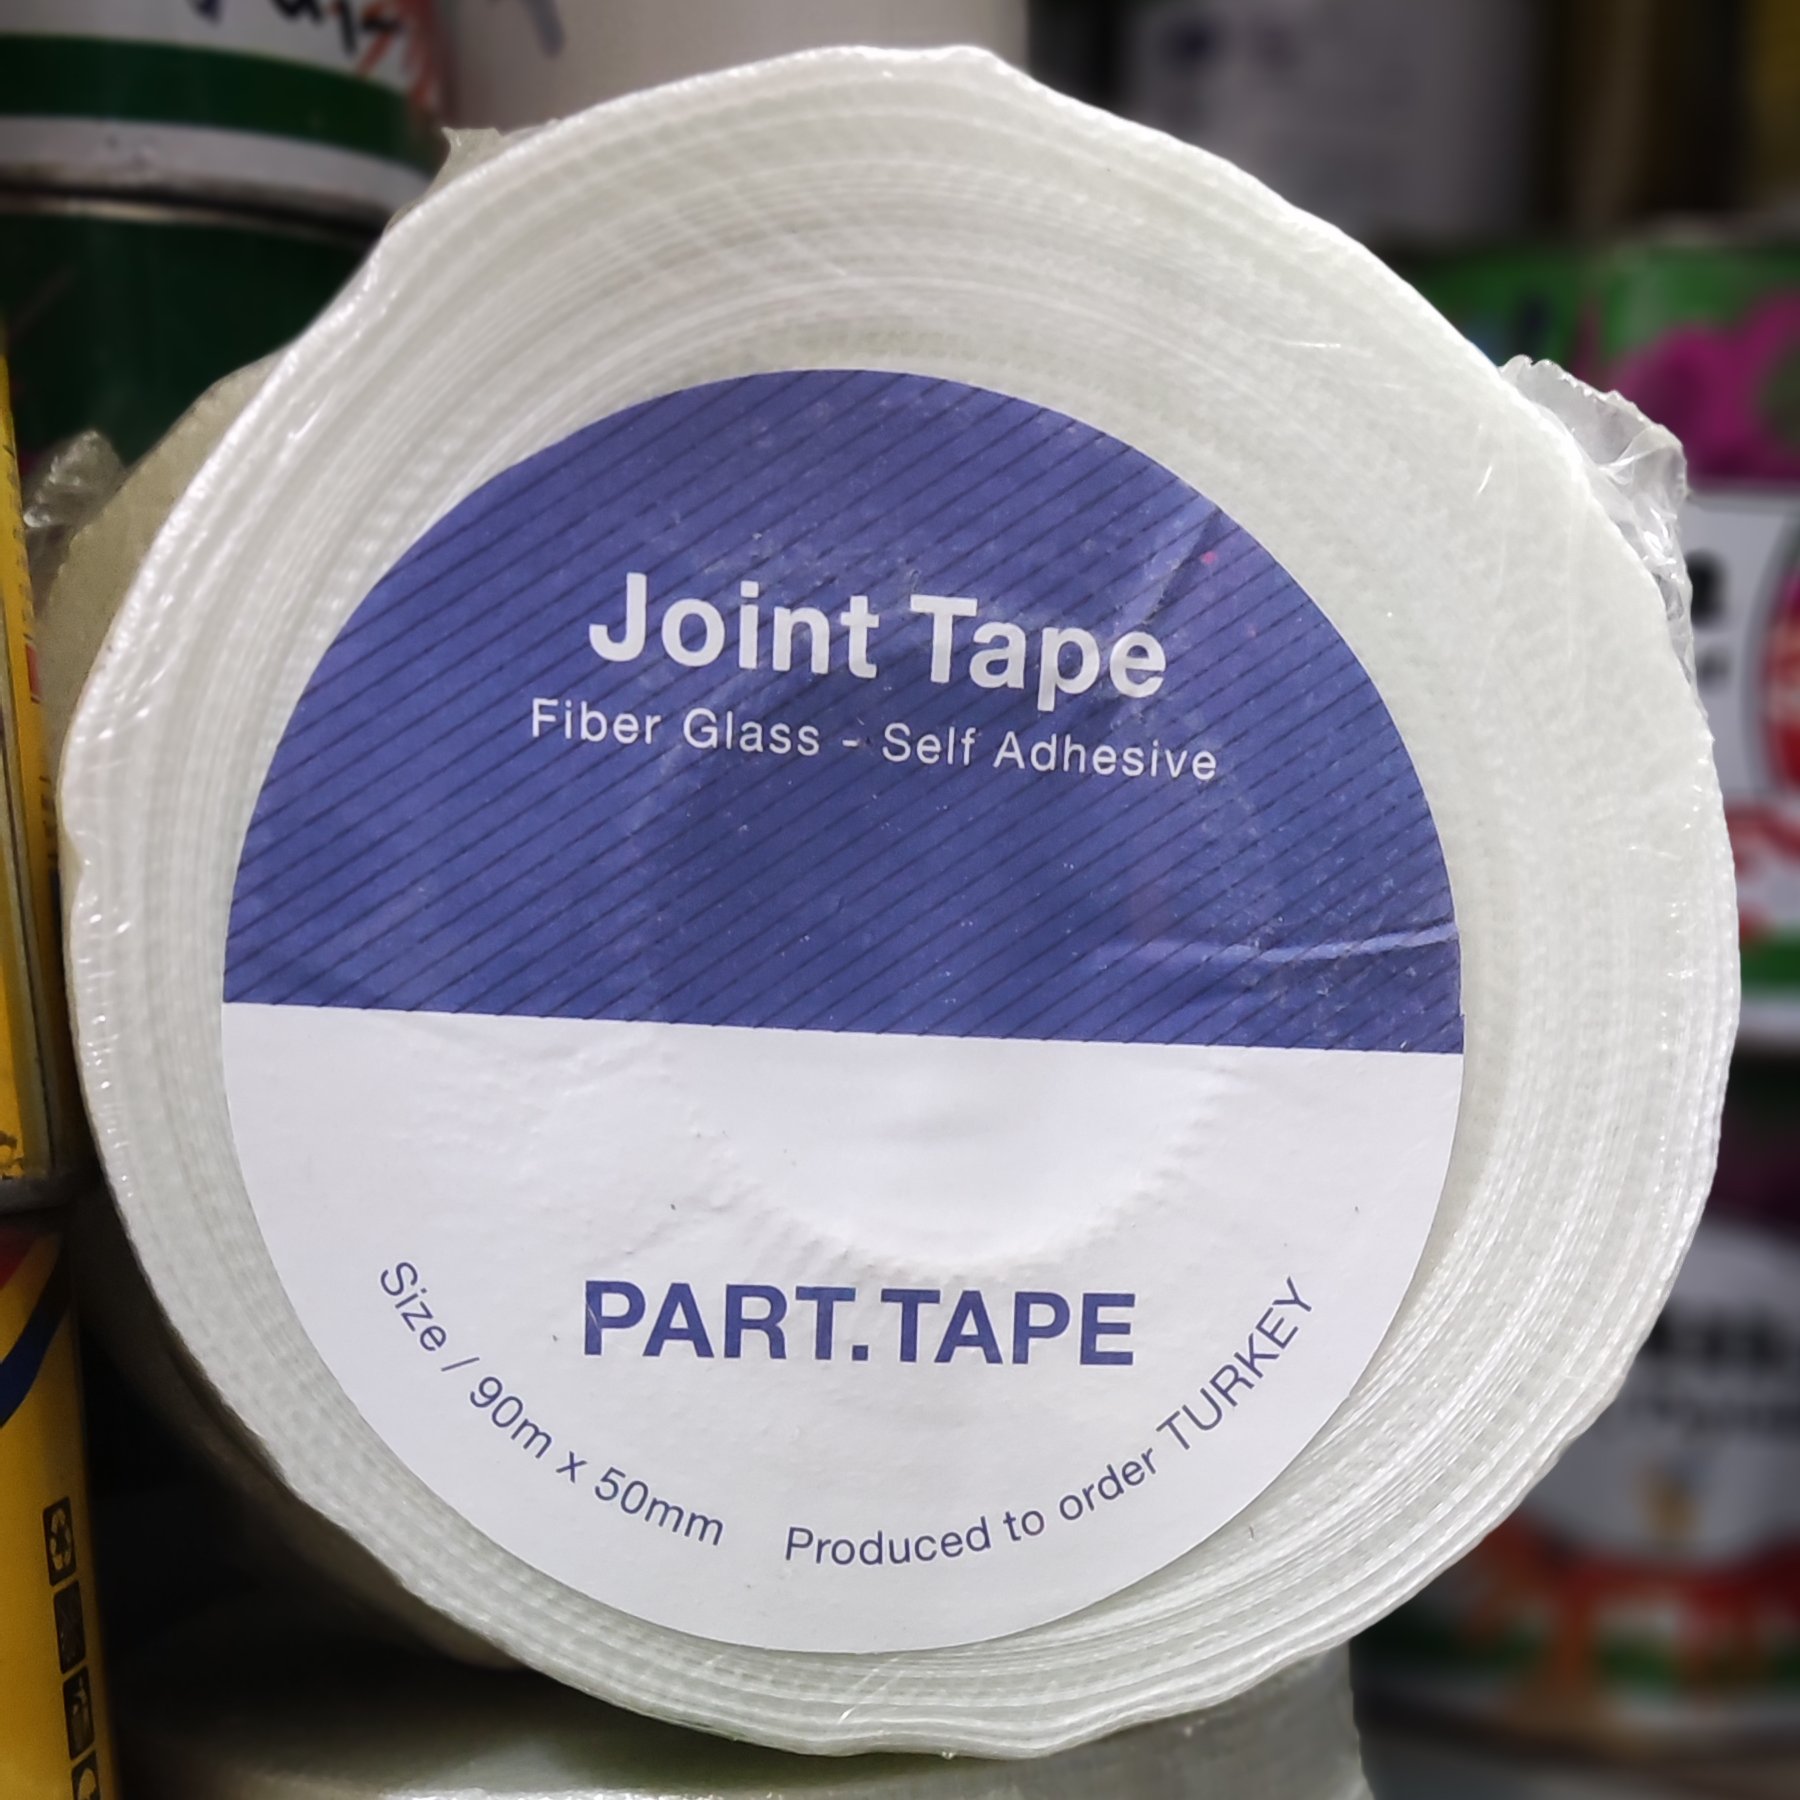 Joint Tape
Fiber Glass - Self Adhesive
PART.TAPE
Size / 90m x 50mm
Produced to order TURKEY